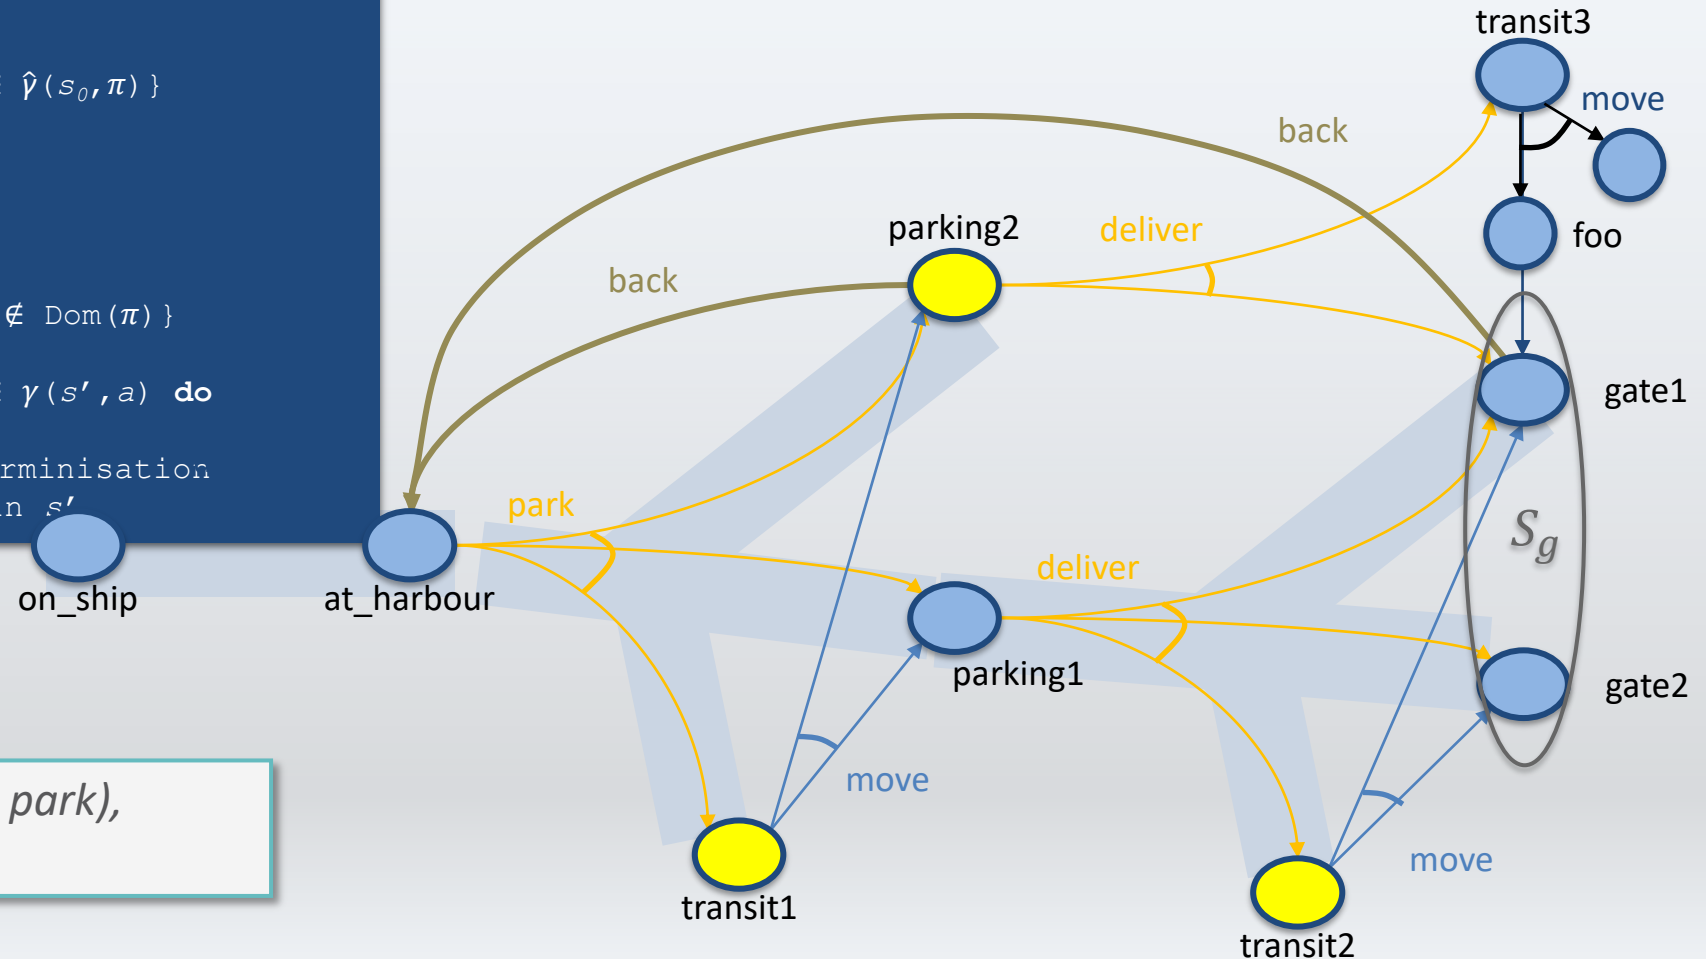 γ̂(s₀,π)}
∉ Dom(π)}
γ(s′,a) do
rminisation
n s′
park),
transit3
move
back
foo
parking2
deliver
back
gate1
park
S_g
deliver
on_ship
at_harbour
parking1
gate2
move
move
transit1
transit2